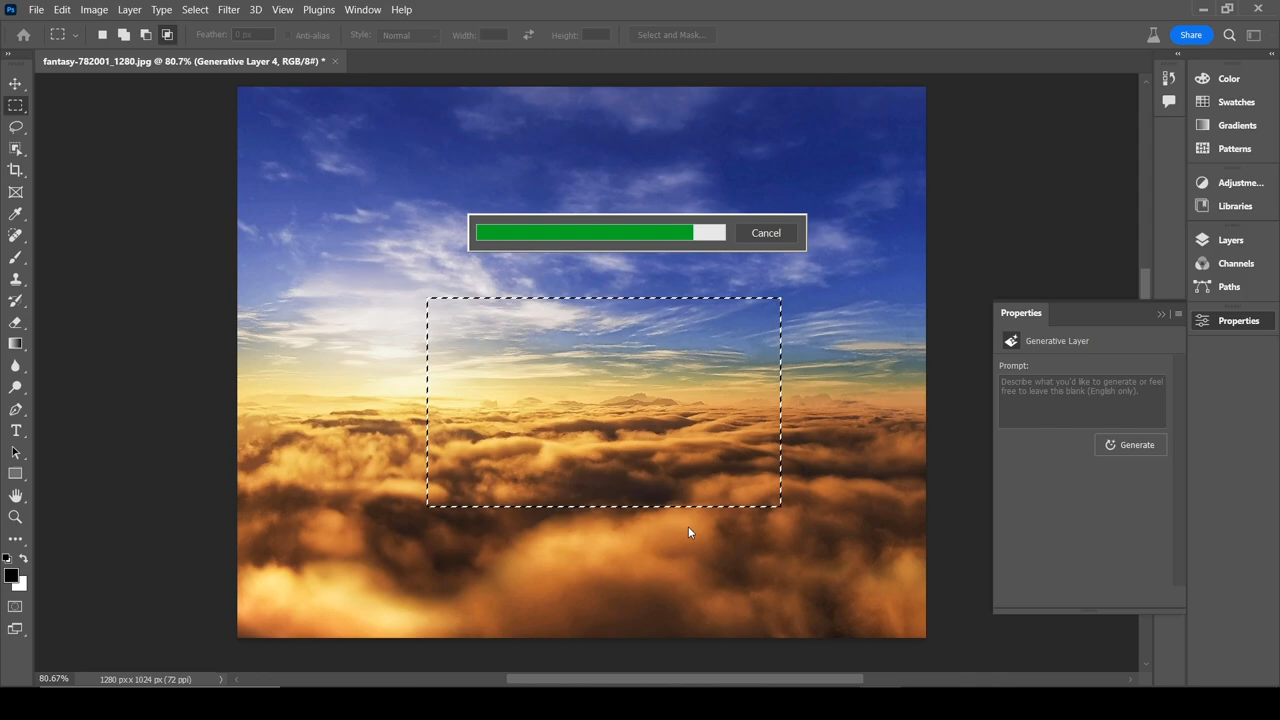 Ps File Edit Image Layer Type Select Filter 3D View Plugins Window Help
Feather: 0 px Anti-alias Style: Normal Width: Height: Select and Mask... Share
fantasy-782001_1280.jpg @ 80.7% (Generative Layer 4, RGB/8#) * ×
Color
Swatches
Gradients
Patterns
Adjustme...
Libraries
Layers
Channels
Paths
Properties
Cancel
Properties
Generative Layer
Prompt:
Describe what you'd like to generate or feel
free to leave this blank (English only).
Generate
80.67% 1280 px x 1024 px (72 ppi)